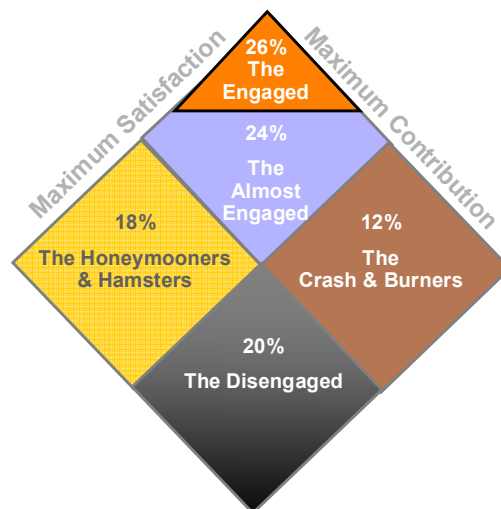 Maximum Satisfaction
Maximum Contribution
26%
The
Engaged
24%
The
Almost
Engaged
18%
The Honeymooners
& Hamsters
12%
The
Crash & Burners
20%
The Disengaged